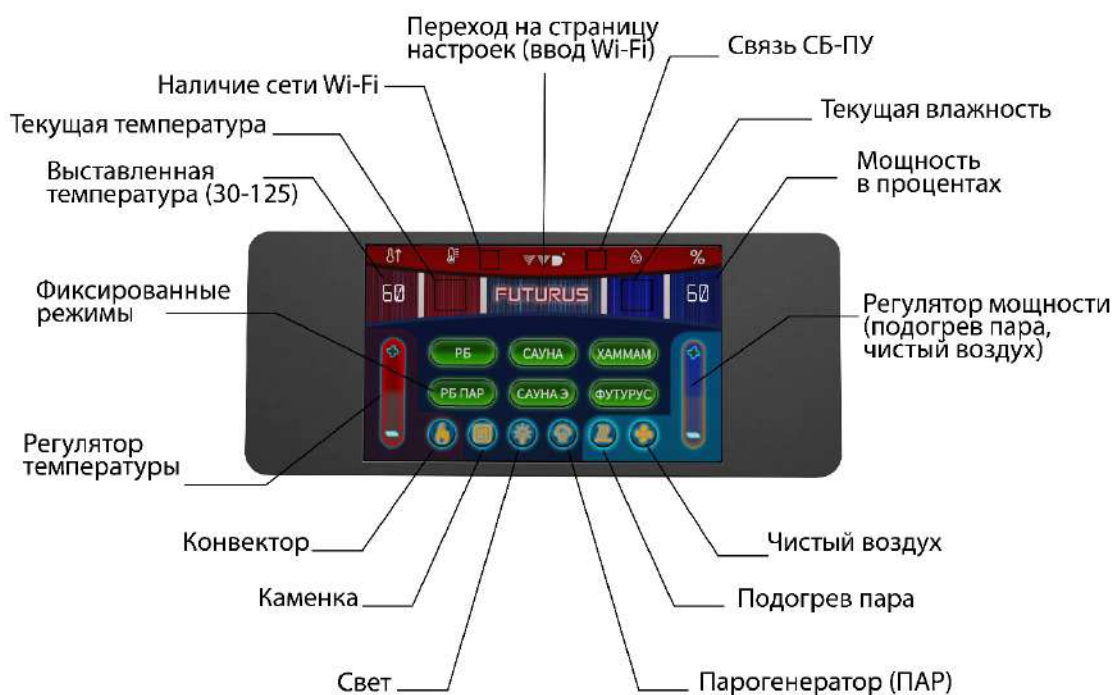 Переход на страницу
настроек (ввод Wi-Fi)
Связь СБ-ПУ
Наличие сети Wi-Fi
Текущая температура
Текущая влажность
Выставленная
температура (30-125)
Мощность
в процентах
%
60
FUTURUS
60
Фиксированные
режимы
Регулятор мощности
(подогрев пара,
чистый воздух)
РБ
САУНА
ХАММАМ
РБ ПАР
САУНА Э
ФУТУРУС
Регулятор
температуры
Конвектор
Чистый воздух
Каменка
Подогрев пара
Свет
Парогенератор (ПАР)